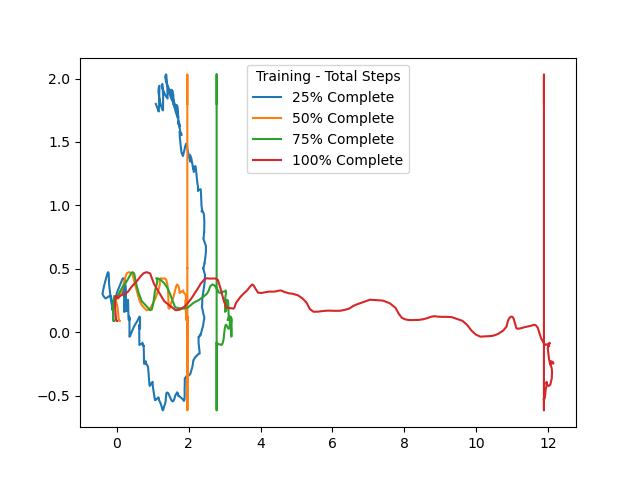 Training - Total Steps
25% Complete
50% Complete
75% Complete
100% Complete
2.0
1.5
1.0
0.5
0.0
−0.5
0 2 4 6 8 10 12